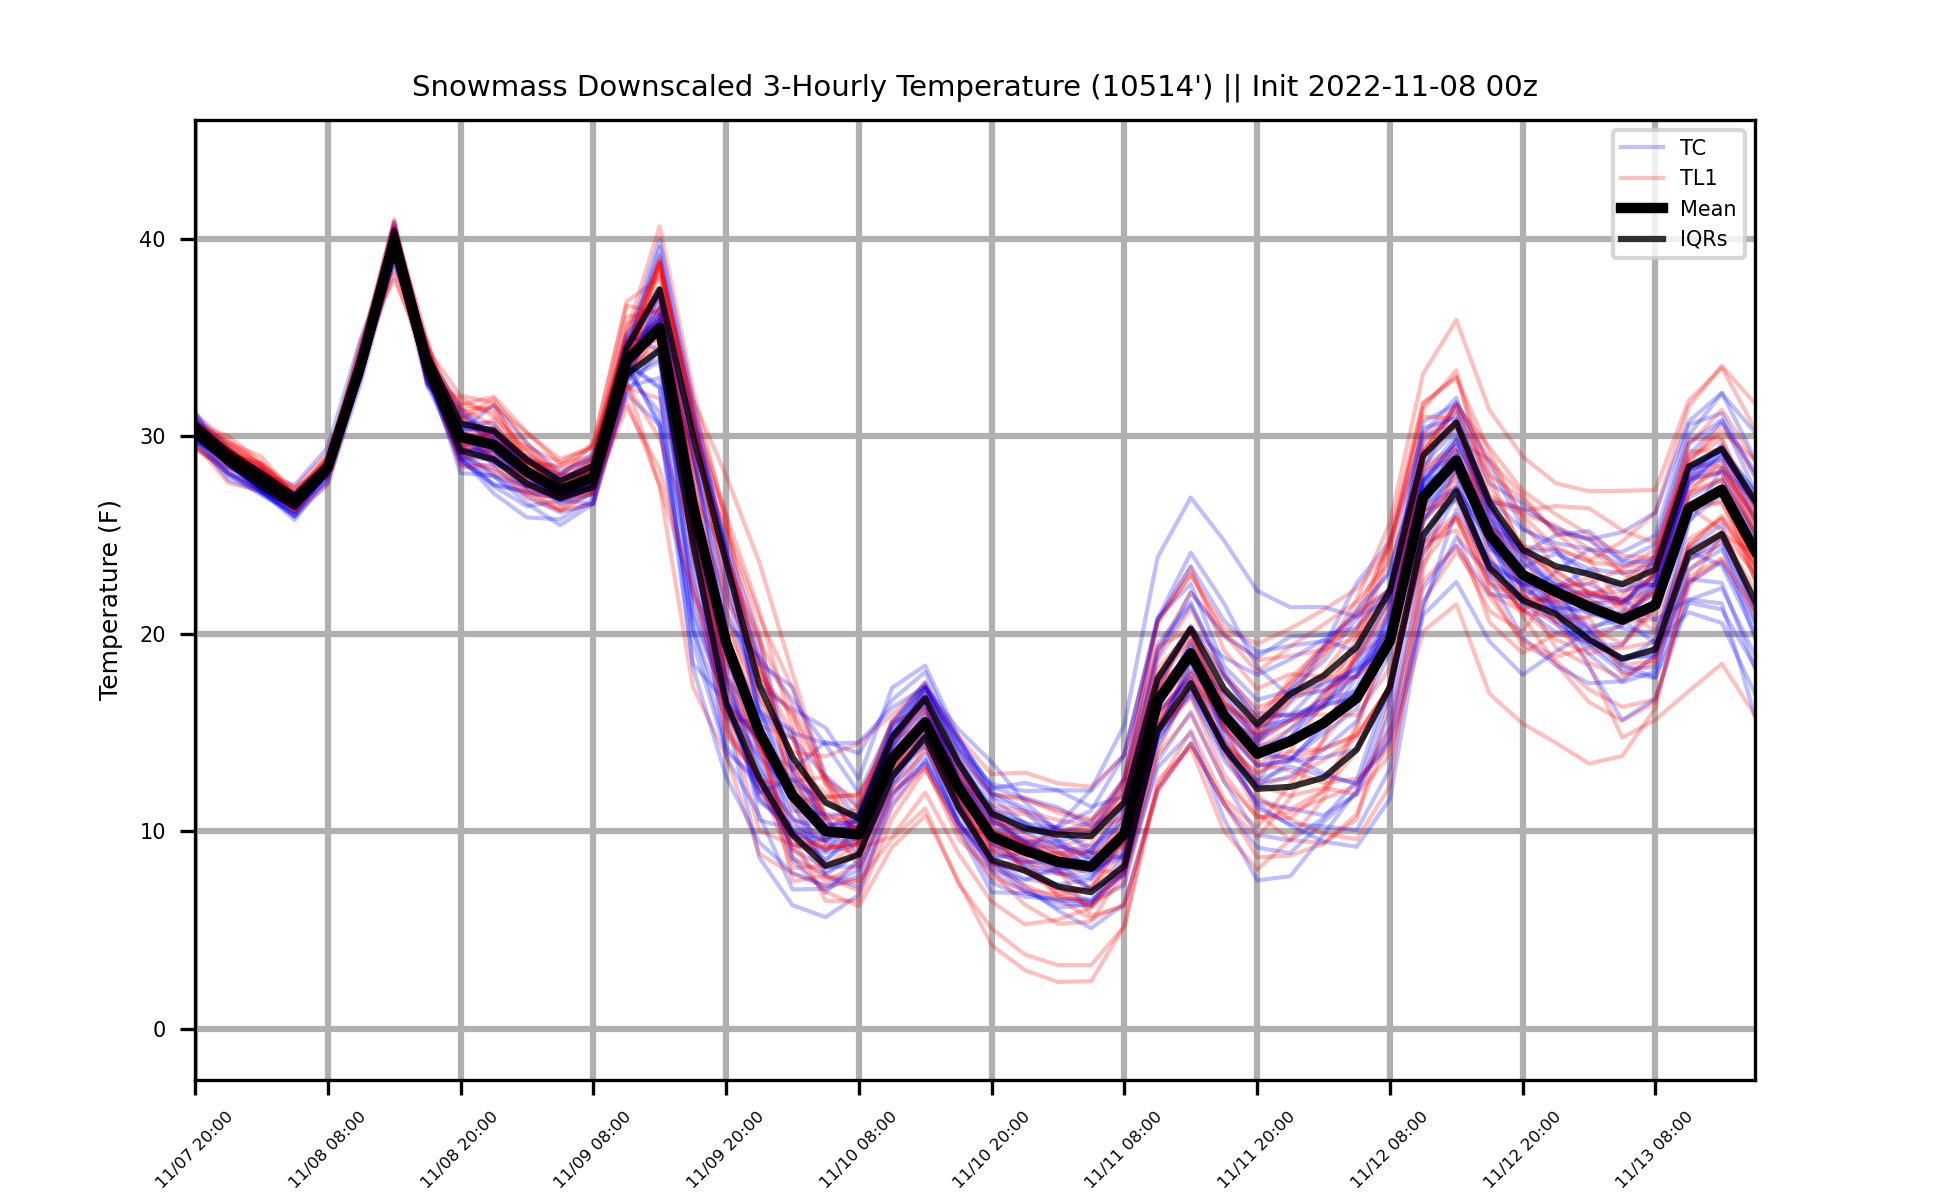 Snowmass Downscaled 3-Hourly Temperature (10514') || Init 2022-11-08 00z
TC
TL1
Mean
IQRs
Temperature (F)
40
30
20
10
0
11/07 20:00
11/08 08:00
11/08 20:00
11/09 08:00
11/09 20:00
11/10 08:00
11/10 20:00
11/11 08:00
11/11 20:00
11/12 08:00
11/12 20:00
11/13 08:00